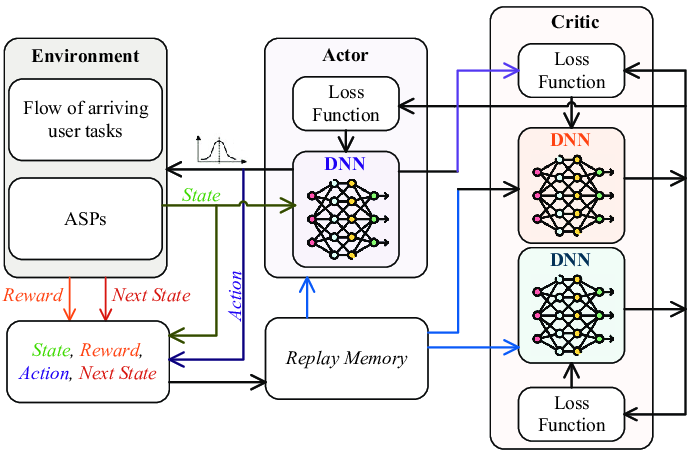 Environment
Flow of arriving
user tasks
ASPs
State
Reward
Next State
Action
State, Reward,
Action, Next State
Actor
Loss
Function
DNN
Replay Memory
Critic
Loss
Function
DNN
DNN
Loss
Function